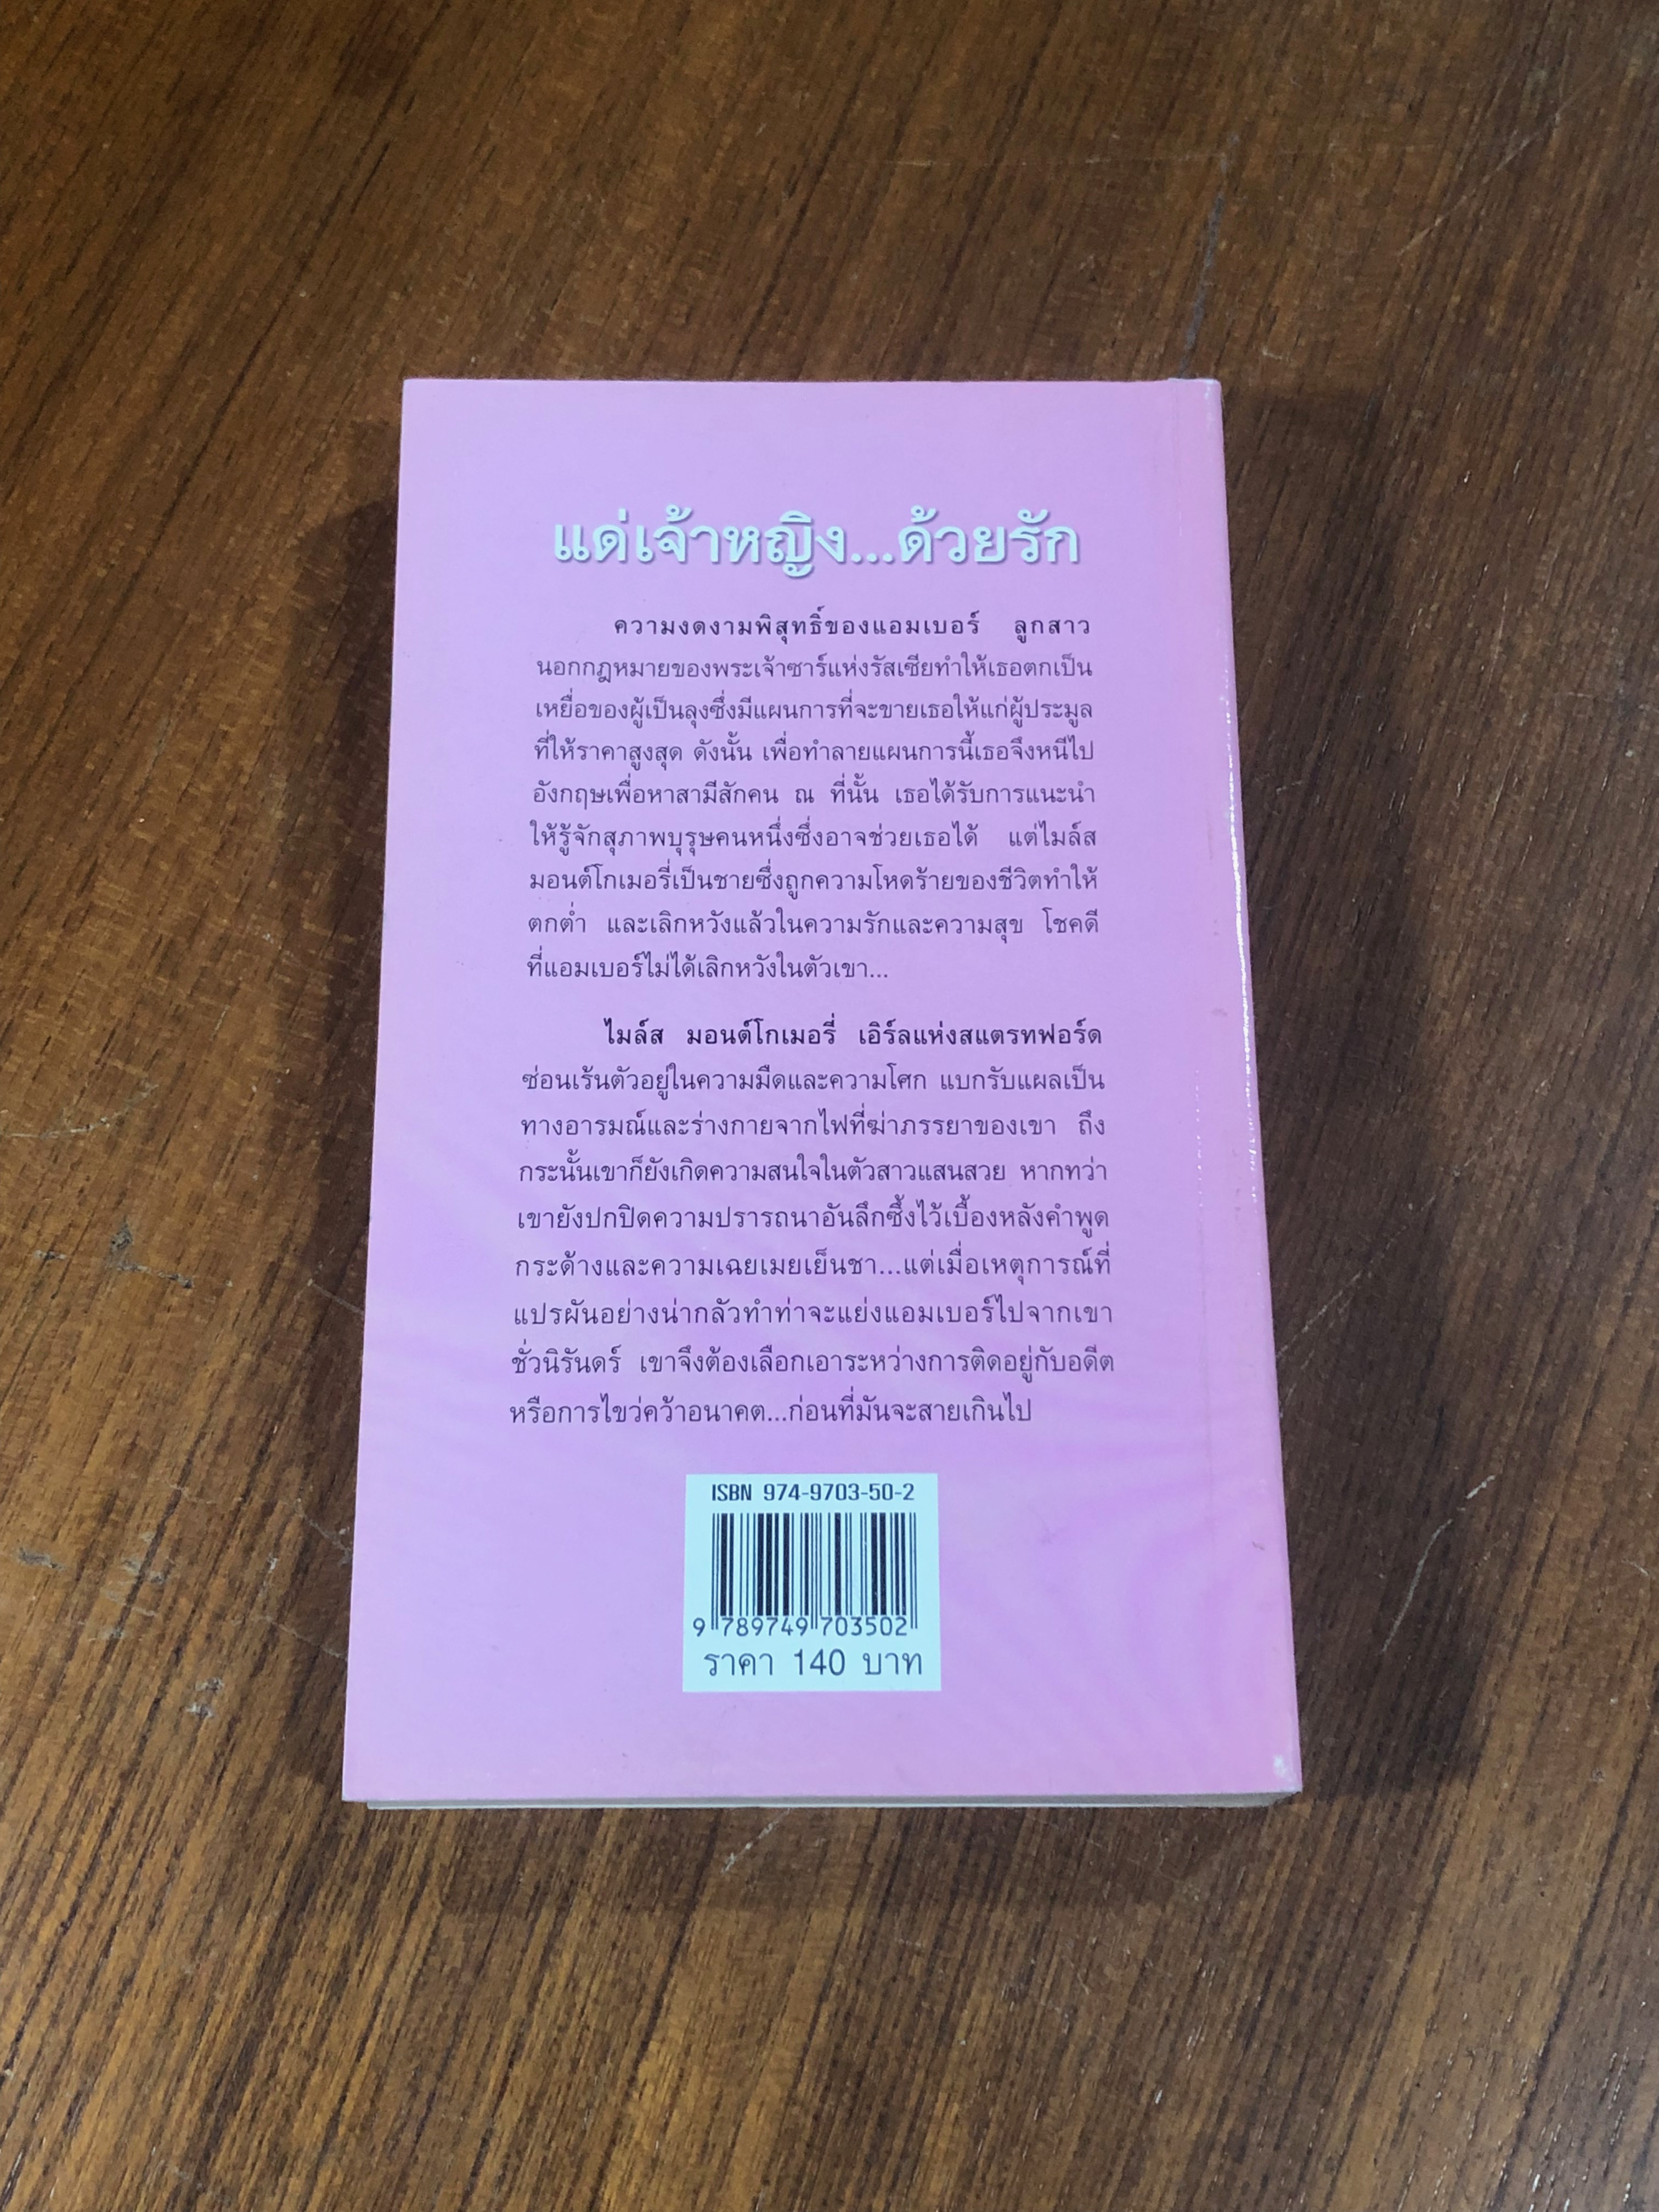 แด่เจ้าหญิง...ด้วยรัก
ความงดงามพิสุทธิ์ของแอมเบอร์ ลูกสาว
นอกกฎหมายของพระเจ้าซาร์แห่งรัสเซียทำให้เธอตกเป็น
เหยื่อของผู้เป็นลุงซึ่งมีแผนการที่จะขายเธอให้แก่ผู้ประมูล
ที่ให้ราคาสูงสุด ดังนั้น เพื่อทำลายแผนการนี้เธอจึงหนีไป
อังกฤษเพื่อหาสามีสักคน ณ ที่นั้น เธอได้รับการแนะนำ
ให้รู้จักสุภาพบุรุษคนหนึ่งซึ่งอาจช่วยเธอได้ แต่ไมล์ส
มอนต์โกเมอรี่เป็นชายซึ่งถูกความโหดร้ายของชีวิตทำให้
ตกต่ำ และเลิกหวังแล้วในความรักและความสุข โชคดี
ที่แอมเบอร์ไม่ได้เลิกหวังในตัวเขา...
ไมล์ส มอนต์โกเมอรี่ เอิร์ลแห่งสแตรทฟอร์ด
ซ่อนเร้นตัวอยู่ในความมืดและความโศก แบกรับแผลเป็น
ทางอารมณ์และร่างกายจากไฟที่ฆ่าภรรยาของเขา ถึง
กระนั้นเขาก็ยังเกิดความสนใจในตัวสาวแสนสวย หากทว่า
เขายังปกปิดความปรารถนาอันลึกซึ้งไว้เบื้องหลังคำพูด
กระด้างและความเฉยเมยเย็นชา...แต่เมื่อเหตุการณ์ที่
แปรผันอย่างน่ากลัวทำท่าจะแย่งแอมเบอร์ไปจากเขา
ชั่วนิรันดร์ เขาจึงต้องเลือกเอาระหว่างการติดอยู่กับอดีต
หรือการไขว่คว้าอนาคต...ก่อนที่มันจะสายเกินไป
ISBN 974-9703-50-2
9 789749 703502
ราคา 140 บาท